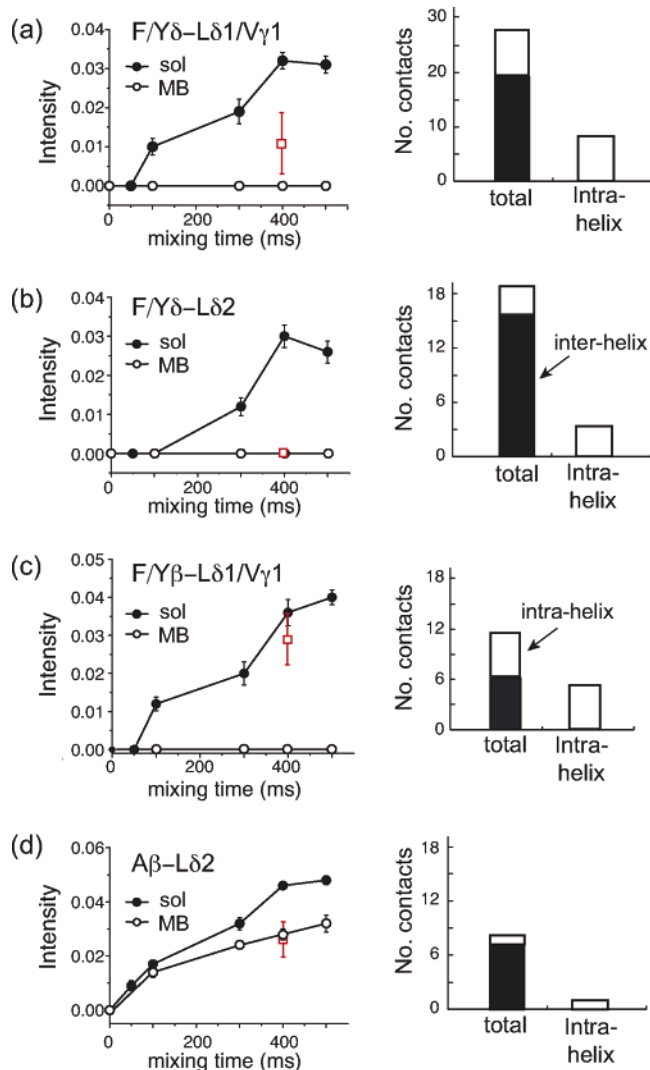 (a)
F/Yδ–Lδ1/Vγ1
sol
MB
Intensity
0.04
0.03
0.02
0.01
0.00
0 200 400
mixing time (ms)
No. contacts
30
20
10
0
total
Intra-
helix
(b)
F/Yδ–Lδ2
sol
MB
Intensity
0.04
0.03
0.02
0.01
0.00
0 200 400
mixing time (ms)
No. contacts
18
12
6
0
inter-helix
total
Intra-
helix
(c)
F/Yβ–Lδ1/Vγ1
sol
MB
Intensity
0.05
0.04
0.03
0.02
0.01
0.00
0 200 400
mixing time (ms)
No. contacts
18
12
6
0
intra-helix
total
Intra-
helix
(d)
Aβ–Lδ2
sol
MB
Intensity
0.06
0.04
0.02
0.00
0 200 400
mixing time (ms)
No. contacts
18
9
0
total
Intra-
helix